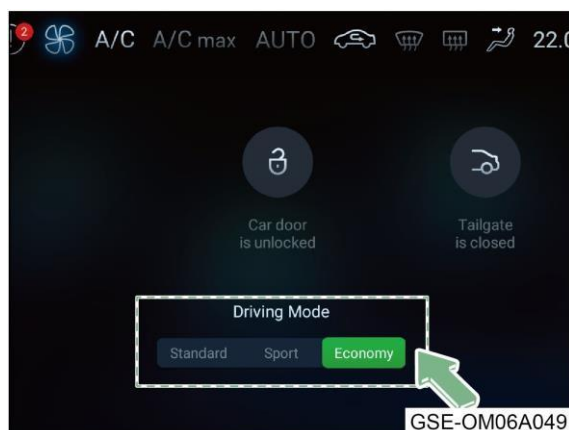 2
A/C A/C max AUTO 22.0
Car door
is unlocked
Tailgate
is closed
Driving Mode
Standard Sport Economy
GSE-OM06A049